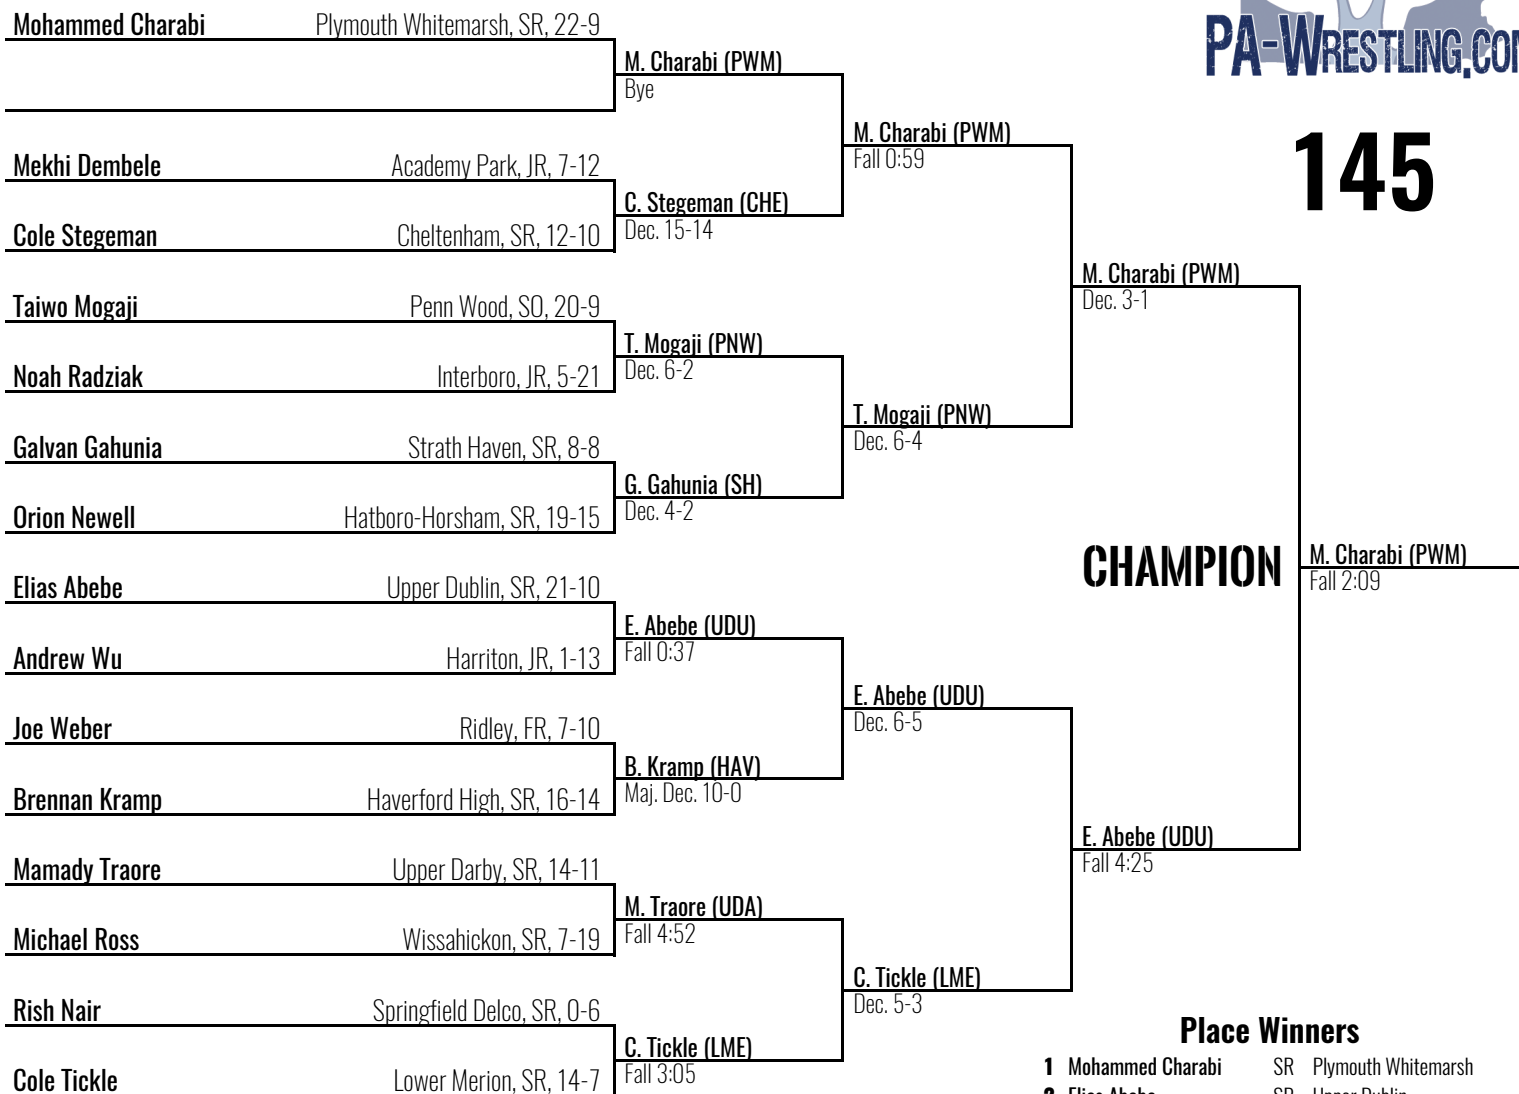 Mohammed Charabi Plymouth Whitemarsh, SR, 22-9
M. Charabi (PWM)
Bye
Mekhi Dembele Academy Park, JR, 7-12
C. Stegeman (CHE)
Dec. 15-14
Cole Stegeman Cheltenham, SR, 12-10
M. Charabi (PWM)
Fall 0:59
Taiwo Mogaji Penn Wood, SO, 20-9
T. Mogaji (PNW)
Dec. 6-2
Noah Radziak Interboro, JR, 5-21
Galvan Gahunia Strath Haven, SR, 8-8
G. Gahunia (SH)
Dec. 4-2
Orion Newell Hatboro-Horsham, SR, 19-15
T. Mogaji (PNW)
Dec. 6-4
M. Charabi (PWM)
Dec. 3-1
Elias Abebe Upper Dublin, SR, 21-10
E. Abebe (UDU)
Fall 0:37
Andrew Wu Harriton, JR, 1-13
Joe Weber Ridley, FR, 7-10
B. Kramp (HAV)
Maj. Dec. 10-0
Brennan Kramp Haverford High, SR, 16-14
E. Abebe (UDU)
Dec. 6-5
Mamady Traore Upper Darby, SR, 14-11
M. Traore (UDA)
Fall 4:52
Michael Ross Wissahickon, SR, 7-19
Rish Nair Springfield Delco, SR, 0-6
C. Tickle (LME)
Fall 3:05
Cole Tickle Lower Merion, SR, 14-7
C. Tickle (LME)
Dec. 5-3
E. Abebe (UDU)
Fall 4:25
PA-WRESTLING.CO
145
CHAMPION
M. Charabi (PWM)
Fall 2:09
Place Winners
1 Mohammed Charabi SR Plymouth Whitemarsh
2 Elias Abebe SR Upper Dublin